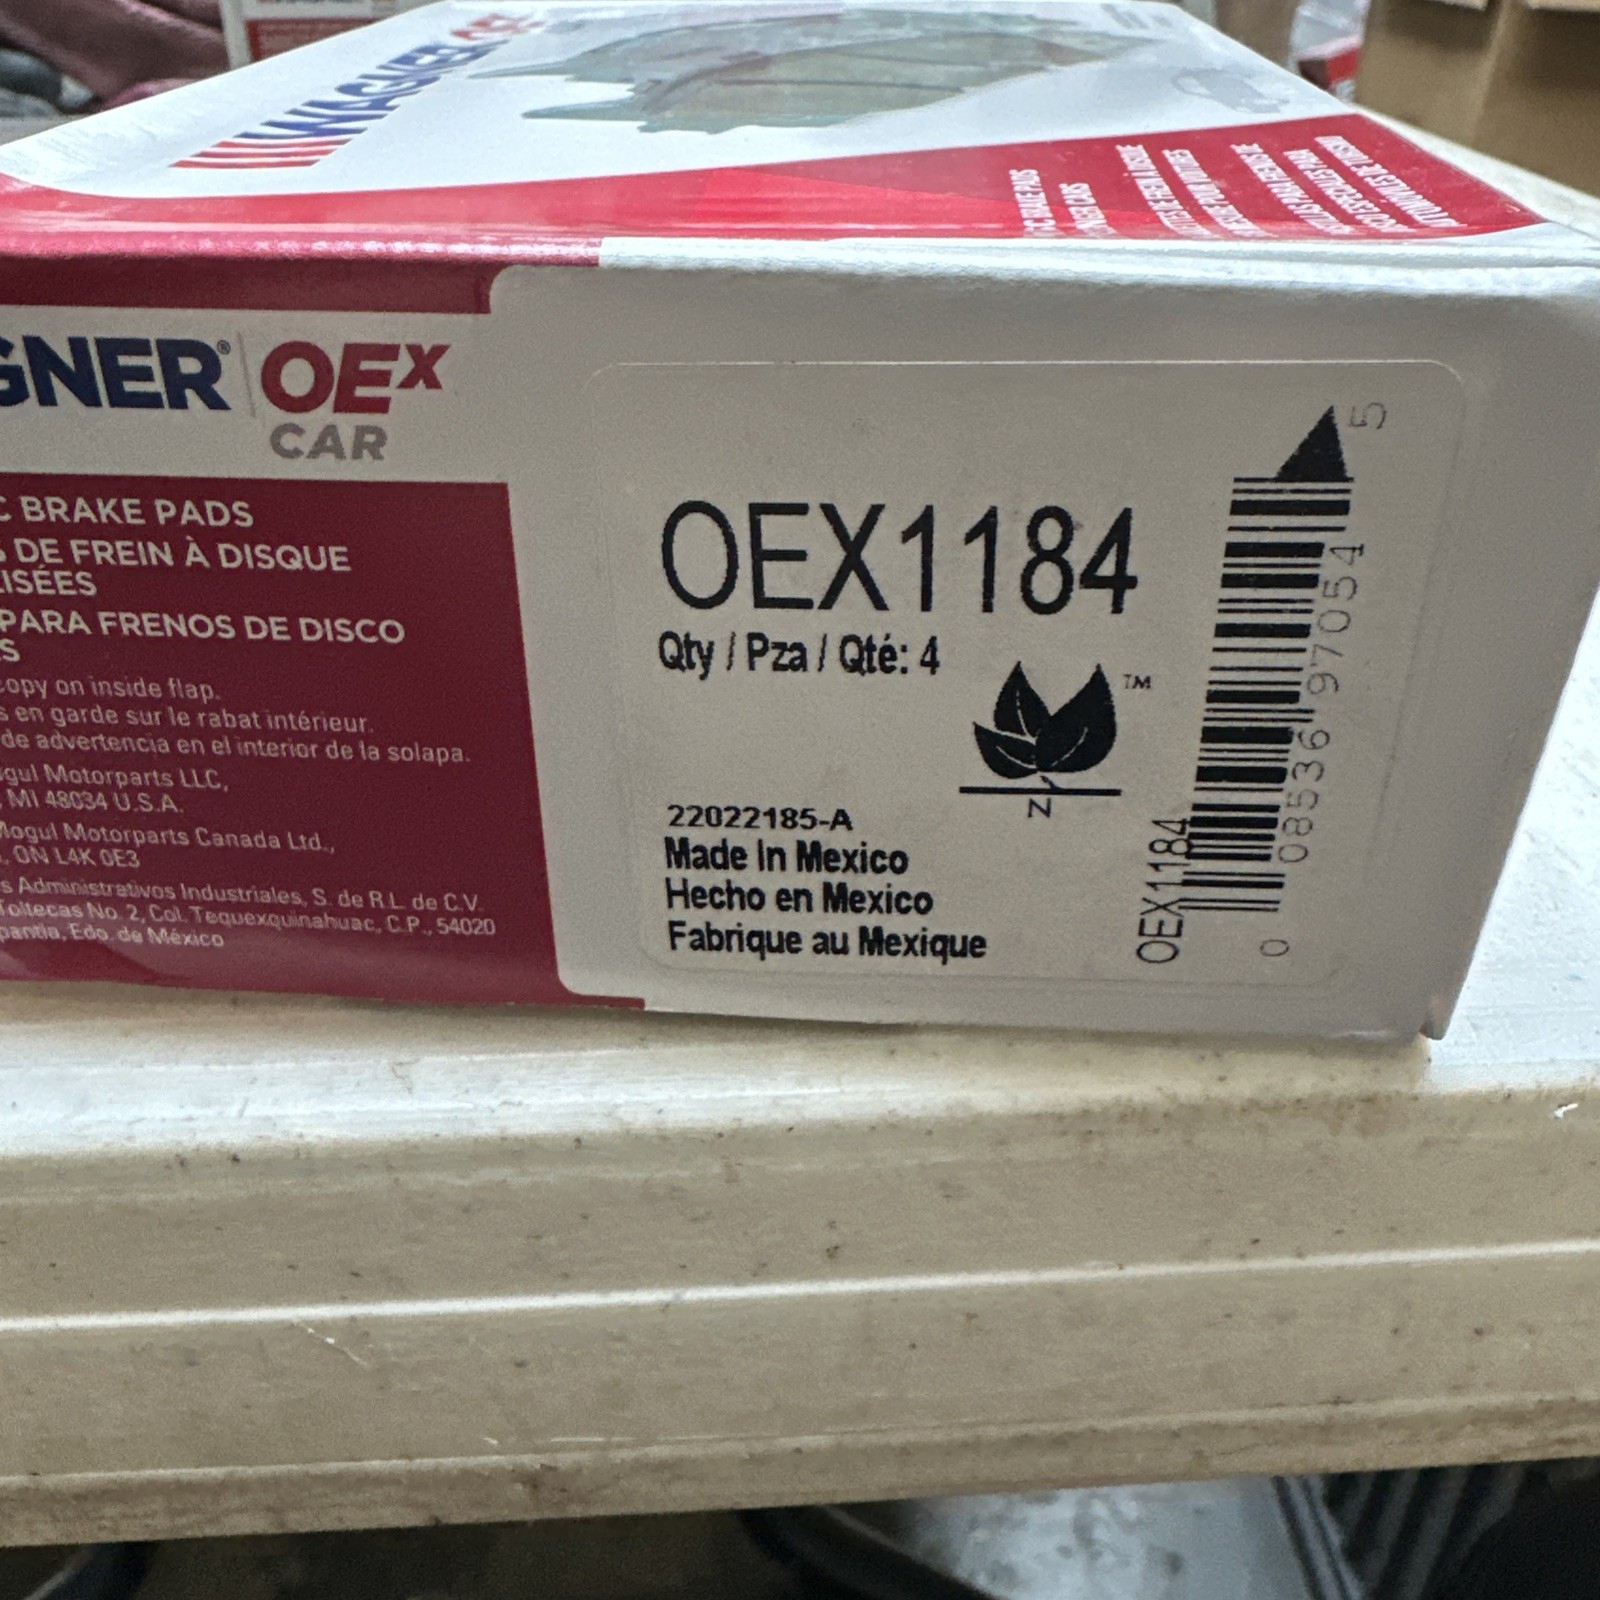 WAGNER OEX
GNER® OEX
CAR
C BRAKE PADS
DE FREIN À DISQUE
LISÉES
PARA FRENOS DE DISCO
S
copy on inside flap.
s en garde sur le rabat intérieur.
de advertencia en el interior de la solapa.
gul Motorparts LLC,
, MI 48034 U.S.A.
Mogul Motorparts Canada Ltd.,
, ON L4K 0E3
s Administrativos Industriales, S. de R.L. de C.V.
Toltecas No. 2, Col. Tequexquinahuac, C.P., 54020
pantla, Edo. de México
OEX1184
Qty / Pza / Qté: 4
TM
N
22022185-A
Made In Mexico
Hecho en Mexico
Fabrique au Mexique
OEX1184
0 08536 97054 5